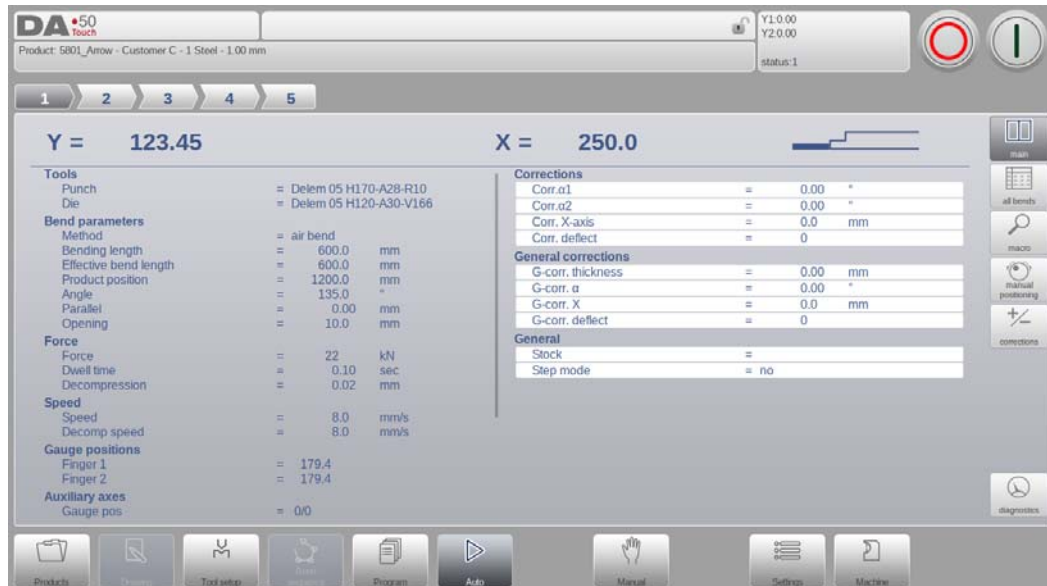 DA•50
Touch
Product: 5801_Arrow - Customer C - 1 Steel - 1.00 mm
Y1:0.00
Y2:0.00
status:1
1 2 3 4 5
Y = 123.45 X = 250.0
Tools
Punch = Delem 05 H170-A28-R10
Die = Delem 05 H120-A30-V166
Bend parameters
Method = air bend
Bending length = 600.0 mm
Effective bend length = 600.0 mm
Product position = 1200.0 mm
Angle = 135.0 °
Parallel = 0.00 mm
Opening = 10.0 mm
Force
Force = 22 kN
Dwell time = 0.10 sec
Decompression = 0.02 mm
Speed
Speed = 8.0 mm/s
Decomp speed = 8.0 mm/s
Gauge positions
Finger 1 = 179.4
Finger 2 = 179.4
Auxiliary axes
Gauge pos = 0/0
Corrections
Corr.α1 = 0.00 °
Corr.α2 = 0.00 °
Corr. X-axis = 0.0 mm
Corr. deflect = 0
General corrections
G-corr. thickness = 0.00 mm
G-corr. α = 0.00 °
G-corr. X = 0.0 mm
G-corr. deflect = 0
General
Stock =
Step mode = no
main
all bends
macro
manual
positioning
corrections
diagnostics
Products
Drawing
Tool setup
Bend
sequence
Program
Auto
Manual
Settings
Machine